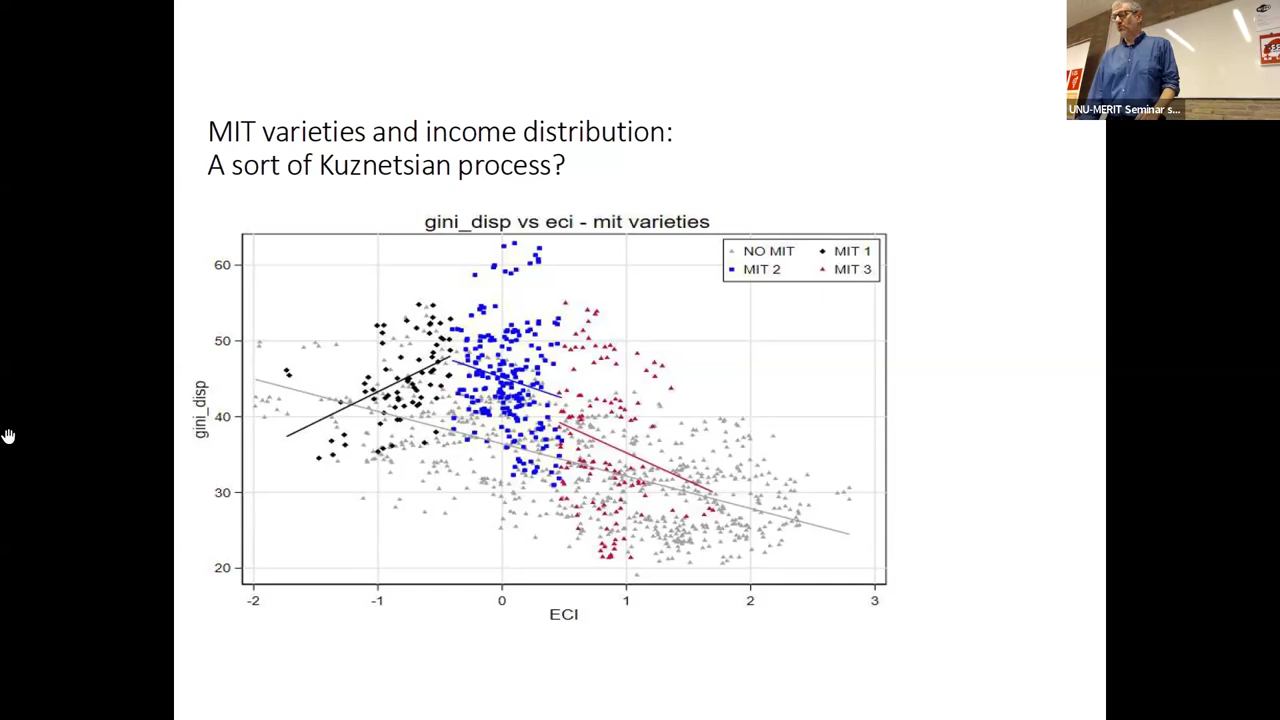 UNU-MERIT Seminar s...
MIT varieties and income distribution:
A sort of Kuznetsian process?
gini_disp vs eci - mit varieties
NO MIT
MIT 1
MIT 2
MIT 3
gini_disp
60
50
40
30
20
-2
-1
0
1
2
3
ECI